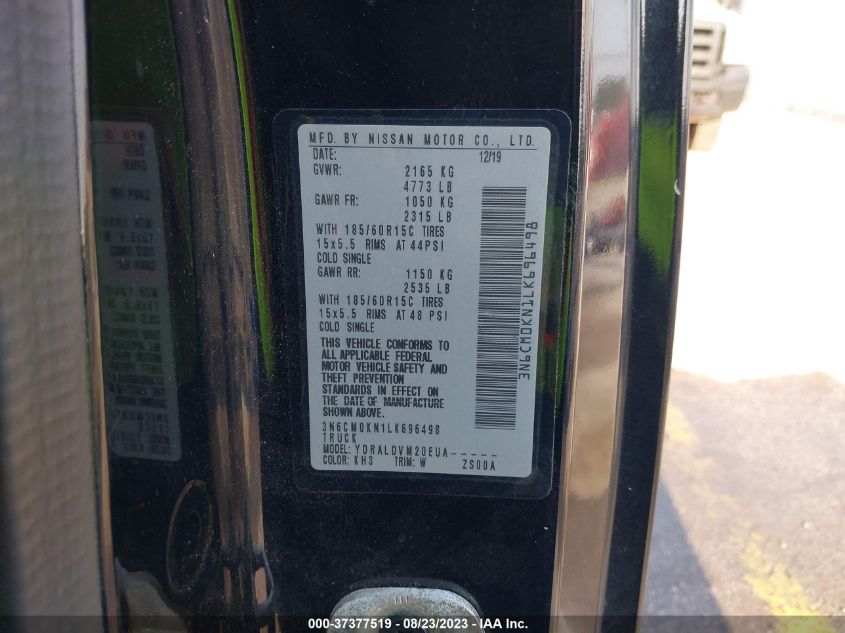 MFD. BY NISSAN MOTOR CO., LTD.
DATE: 12/19
GVWR: 2165 KG
4773 LB
GAWR FR: 1050 KG
2315 LB
WITH 185/60R15C TIRES
15x5.5 RIMS AT 44PSI
COLD SINGLE
GAWR RR: 1150 KG
2535 LB
WITH 185/60R15C TIRES
15x5.5 RIMS AT 48 PSI
COLD SINGLE
THIS VEHICLE CONFORMS TO
ALL APPLICABLE FEDERAL
MOTOR VEHICLE SAFETY AND
THEFT PREVENTION
STANDARDS IN EFFECT ON
THE DATE OF MANUFACTURE
SHOWN ABOVE.
3N6CM0KN1LK696498
TRUCK
MODEL: YDRALDVM20EUA-----
COLOR: KH3 TRIM: W ZS00A
3N6CM0KN1LK696498
000-37377519 - 08/23/2023 - IAA Inc.